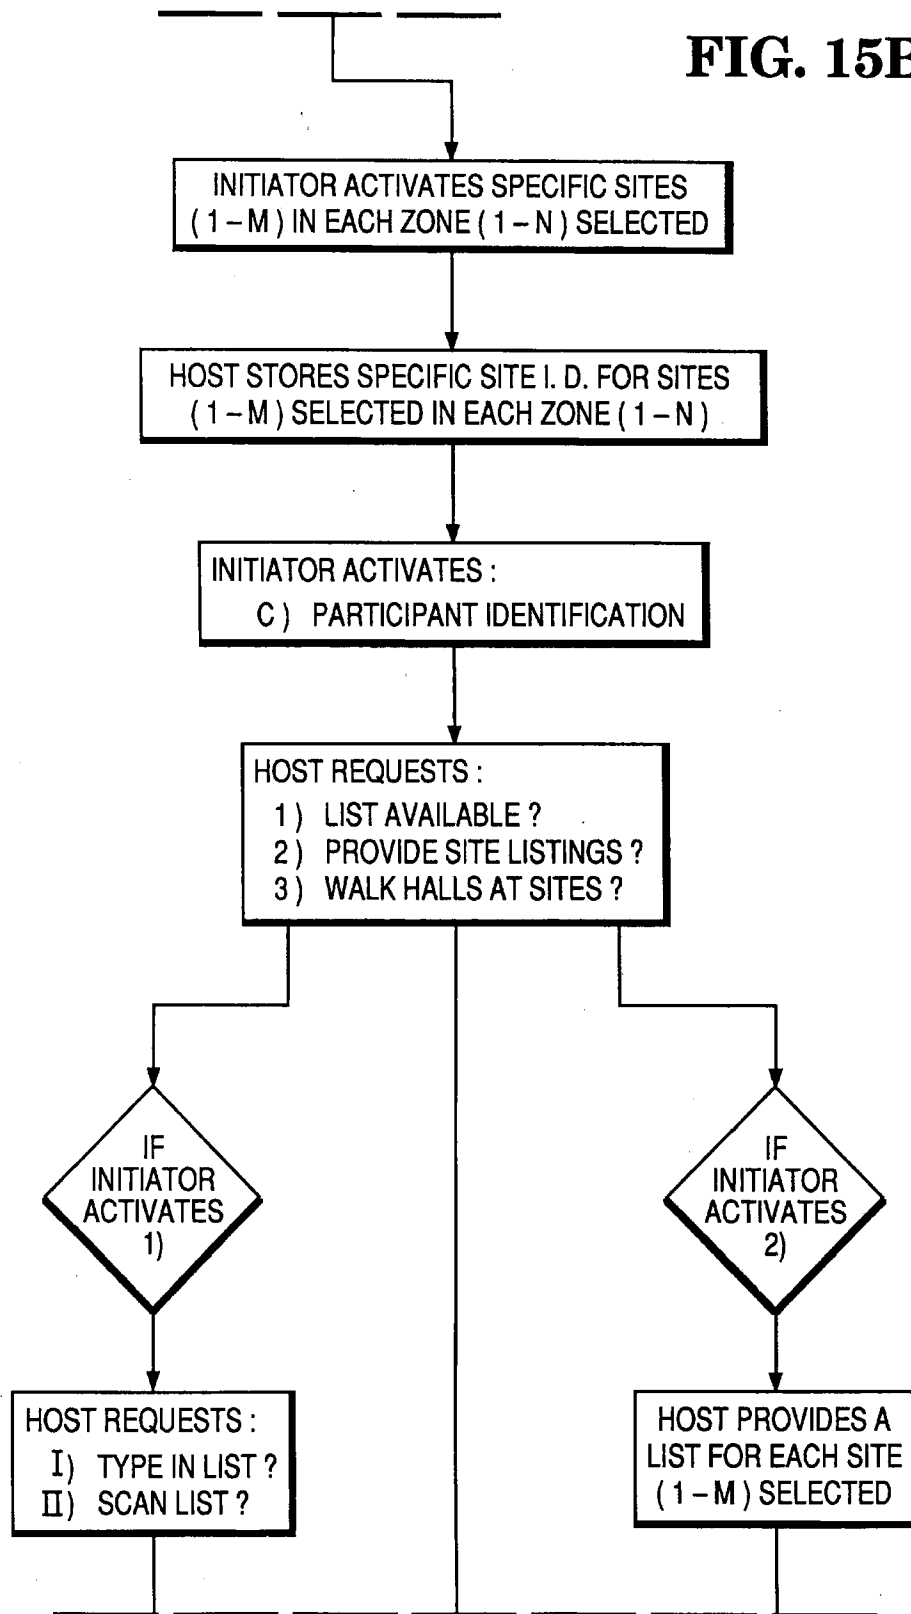 FIG. 15B
INITIATOR ACTIVATES SPECIFIC SITES
( 1 – M ) IN EACH ZONE ( 1 – N ) SELECTED
HOST STORES SPECIFIC SITE I. D. FOR SITES
( 1 – M ) SELECTED IN EACH ZONE ( 1 – N )
INITIATOR ACTIVATES :
C ) PARTICIPANT IDENTIFICATION
HOST REQUESTS :
1 ) LIST AVAILABLE ?
2 ) PROVIDE SITE LISTINGS ?
3 ) WALK HALLS AT SITES ?
IF
INITIATOR
ACTIVATES
1)
IF
INITIATOR
ACTIVATES
2)
HOST REQUESTS :
I) TYPE IN LIST ?
II) SCAN LIST ?
HOST PROVIDES A
LIST FOR EACH SITE
( 1 – M ) SELECTED